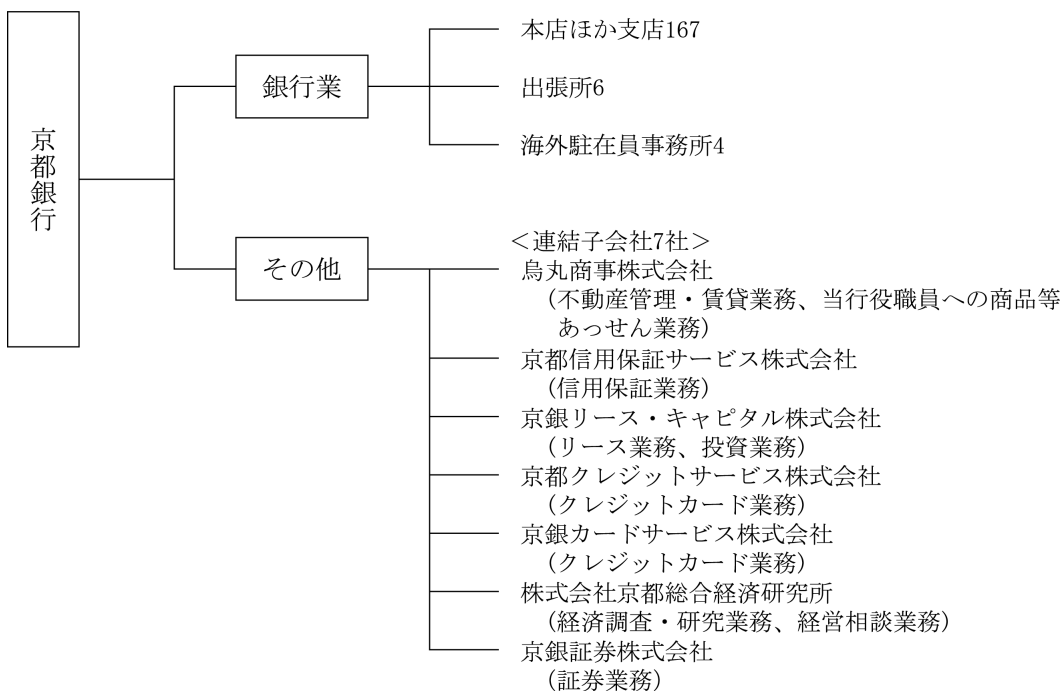 京都銀行
銀行業
本店ほか支店167
出張所6
海外駐在員事務所4
その他
＜連結子会社7社＞
烏丸商事株式会社
（不動産管理・賃貸業務、当行役職員への商品等
あっせん業務）
京都信用保証サービス株式会社
（信用保証業務）
京銀リース・キャピタル株式会社
（リース業務、投資業務）
京都クレジットサービス株式会社
（クレジットカード業務）
京銀カードサービス株式会社
（クレジットカード業務）
株式会社京都総合経済研究所
（経済調査・研究業務、経営相談業務）
京銀証券株式会社
（証券業務）